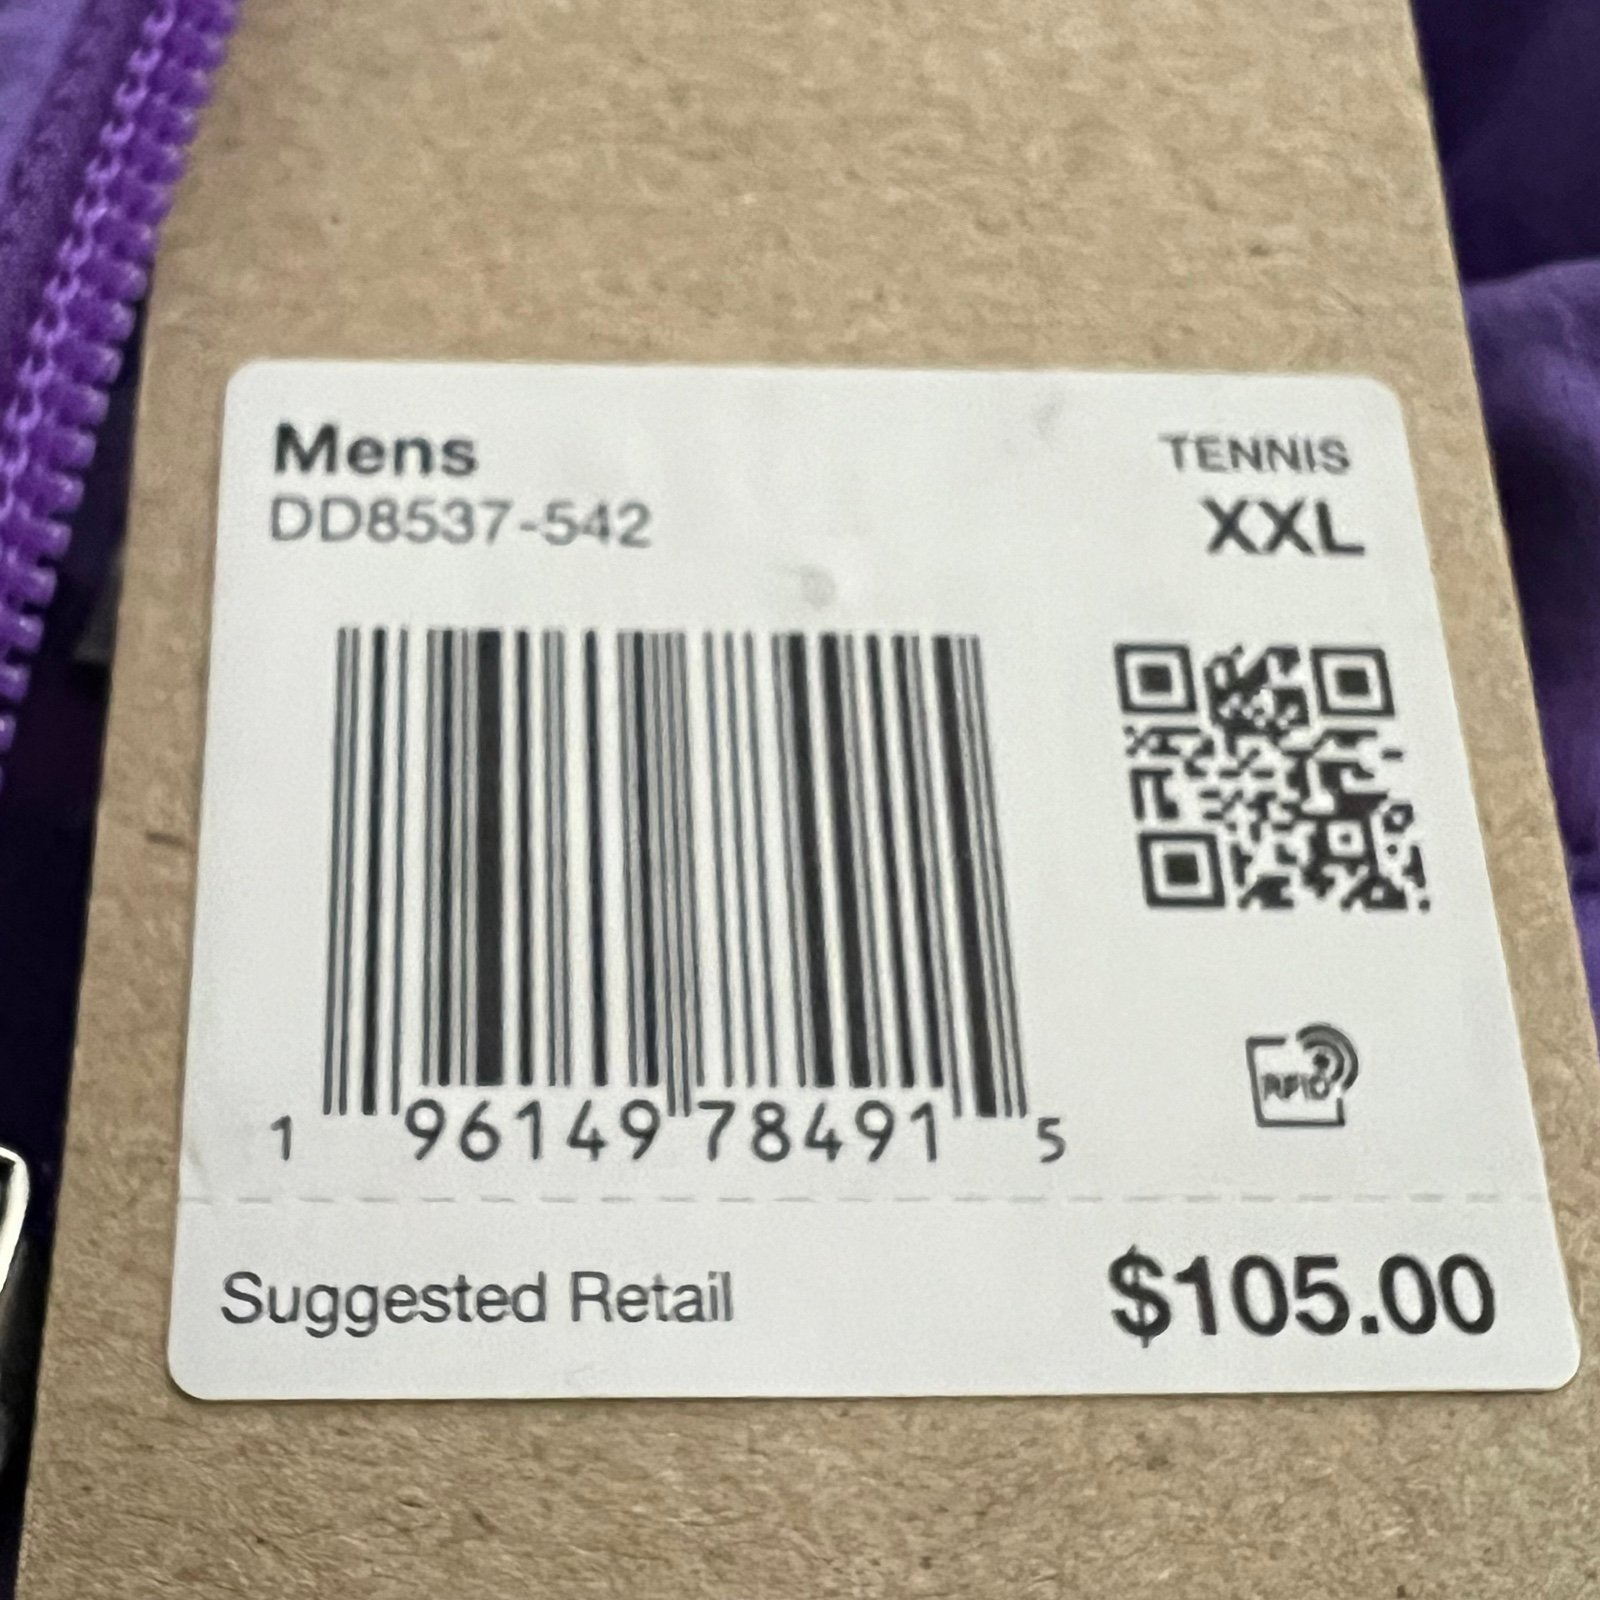 Mens
TENNIS
DD8537-542
XXL
RFID
1 96149 78491 5
Suggested Retail
$105.00